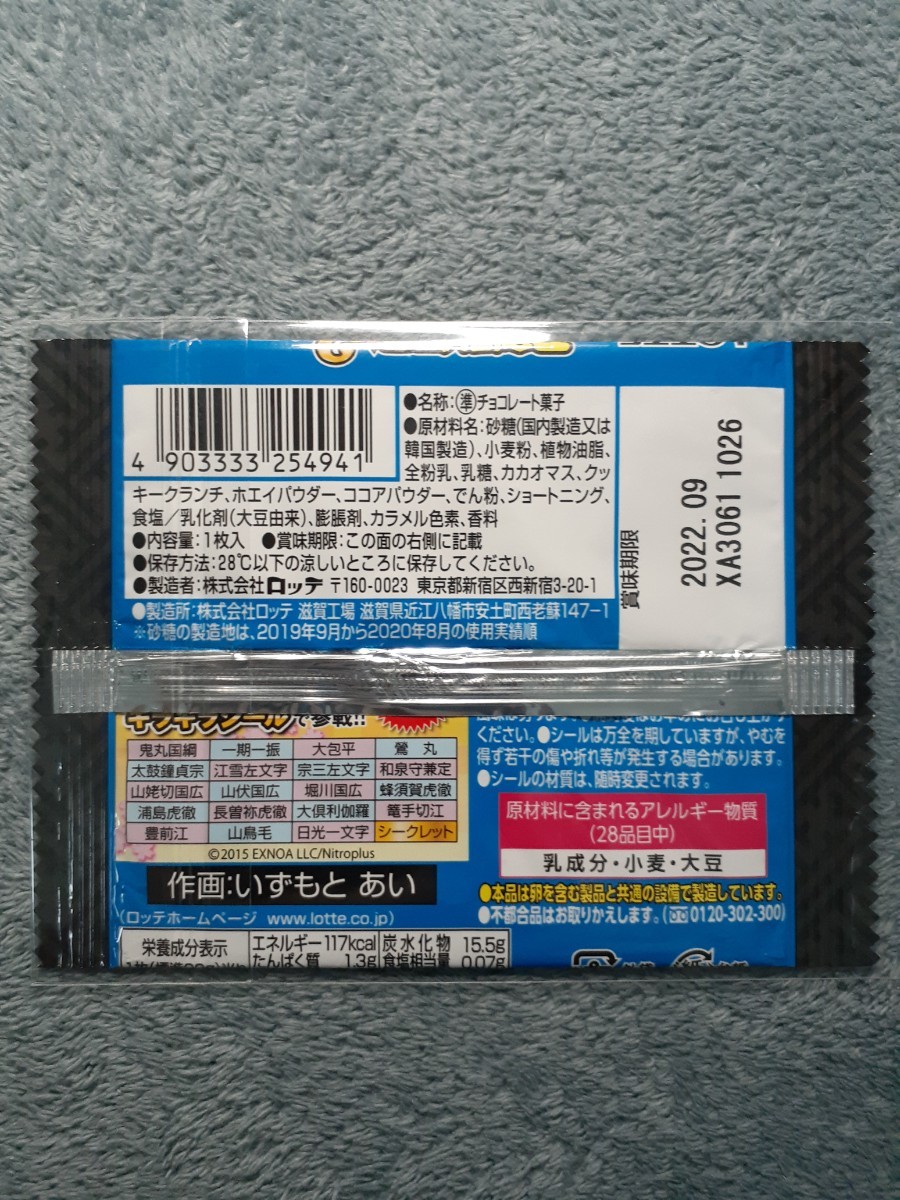 4 903333 254941
●名称:㊥チョコレート菓子
●原材料名:砂糖(国内製造又は
韓国製造)、小麦粉、植物油脂、
全粉乳、乳糖、カカオマス、クッ
キークランチ、ホエイパウダー、ココアパウダー、でん粉、ショートニング、
食塩／乳化剤(大豆由来)、膨脹剤、カラメル色素、香料
●内容量:1枚入 ●賞味期限:この面の右側に記載
●保存方法:28℃以下の涼しいところに保存してください。
●製造者:株式会社ロッテ 〒160-0023 東京都新宿区西新宿3-20-1
●製造所:株式会社ロッテ 滋賀工場 滋賀県近江八幡市安土町西老蘇147-1
※砂糖の製造地は、2019年9月から2020年8月の使用実績順
賞味期限
2022.09
XA3061 1026
キラキラシールで参戦!!
鬼丸国綱 一期一振 大包平 鶯丸
太鼓鐘貞宗 江雪左文字 宗三左文字 和泉守兼定
山姥切国広 山伏国広 堀川国広 蜂須賀虎徹
浦島虎徹 長曽祢虎徹 大倶利伽羅 篭手切江
豊前江 山鳥毛 日光一文字 シークレット
©2015 EXNOA LLC/Nitroplus
作画:いずもと あい
(ロッテホームページ www.lotte.co.jp)
ください。●シールは万全を期していますが、やむを
得ず若干の傷や折れ等が発生する場合があります。
●シールの材質は、随時変更されます。
原材料に含まれるアレルギー物質
(28品目中)
乳成分・小麦・大豆
●本品は卵を含む製品と共通の設備で製造しています。
●不都合品はお取りかえします。(0120-302-300)
栄養成分表示
エネルギー 117kcal 炭水化物 15.5g
たんぱく質 1.3g 食塩相当量 0.07g